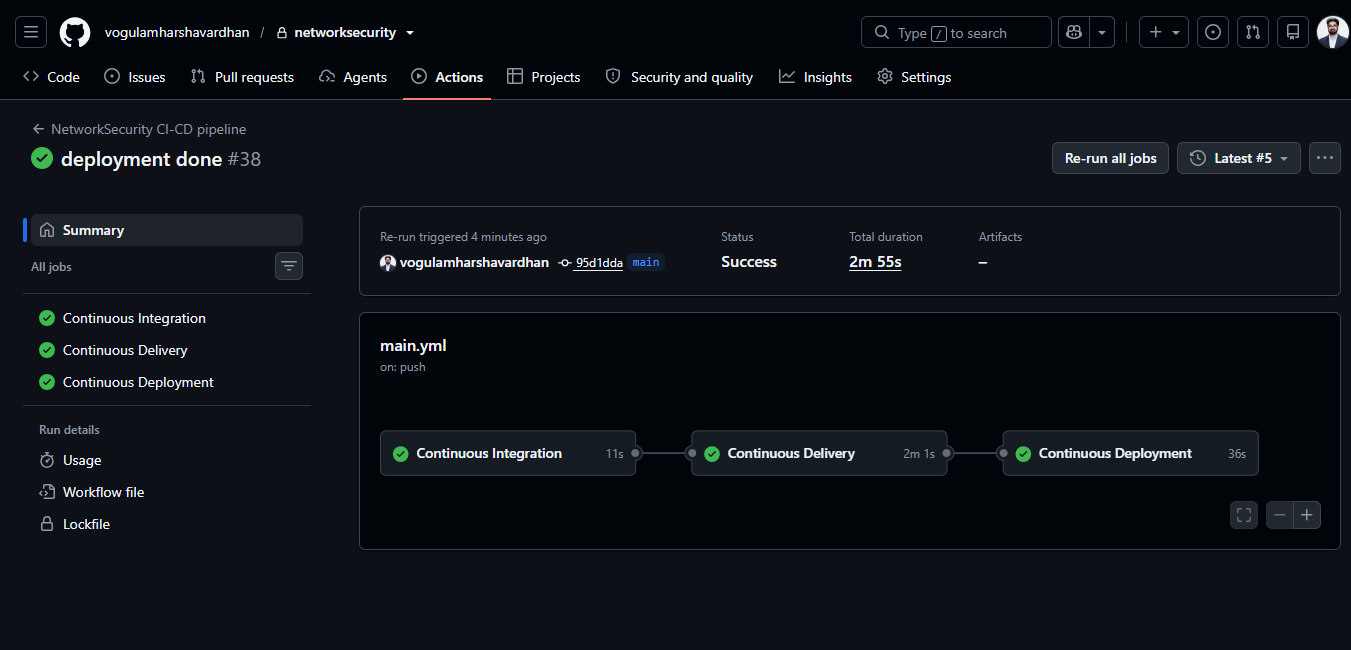 vogulamharshavardhan / networksecurity
Type / to search
Code Issues Pull requests Agents Actions Projects Security and quality Insights Settings
NetworkSecurity CI-CD pipeline
deployment done #38
Re-run all jobs
Latest #5
Summary
All jobs
Continuous Integration
Continuous Delivery
Continuous Deployment
Run details
Usage
Workflow file
Lockfile
Re-run triggered 4 minutes ago
vogulamharshavardhan 95d1dda main
Status
Success
Total duration
2m 55s
Artifacts
–
main.yml
on: push
Continuous Integration 11s
Continuous Delivery 2m 1s
Continuous Deployment 36s